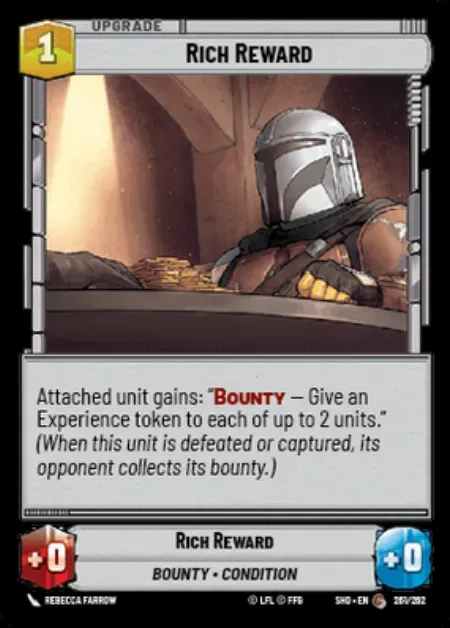 UPGRADE
1
RICH REWARD
Attached unit gains: “BOUNTY — Give an
Experience token to each of up to 2 units.”
(When this unit is defeated or captured, its
opponent collects its bounty.)
+0
RICH REWARD
+0
BOUNTY • CONDITION
REBECCA FARROW
© LFL © FFG
SHD • EN
261/262